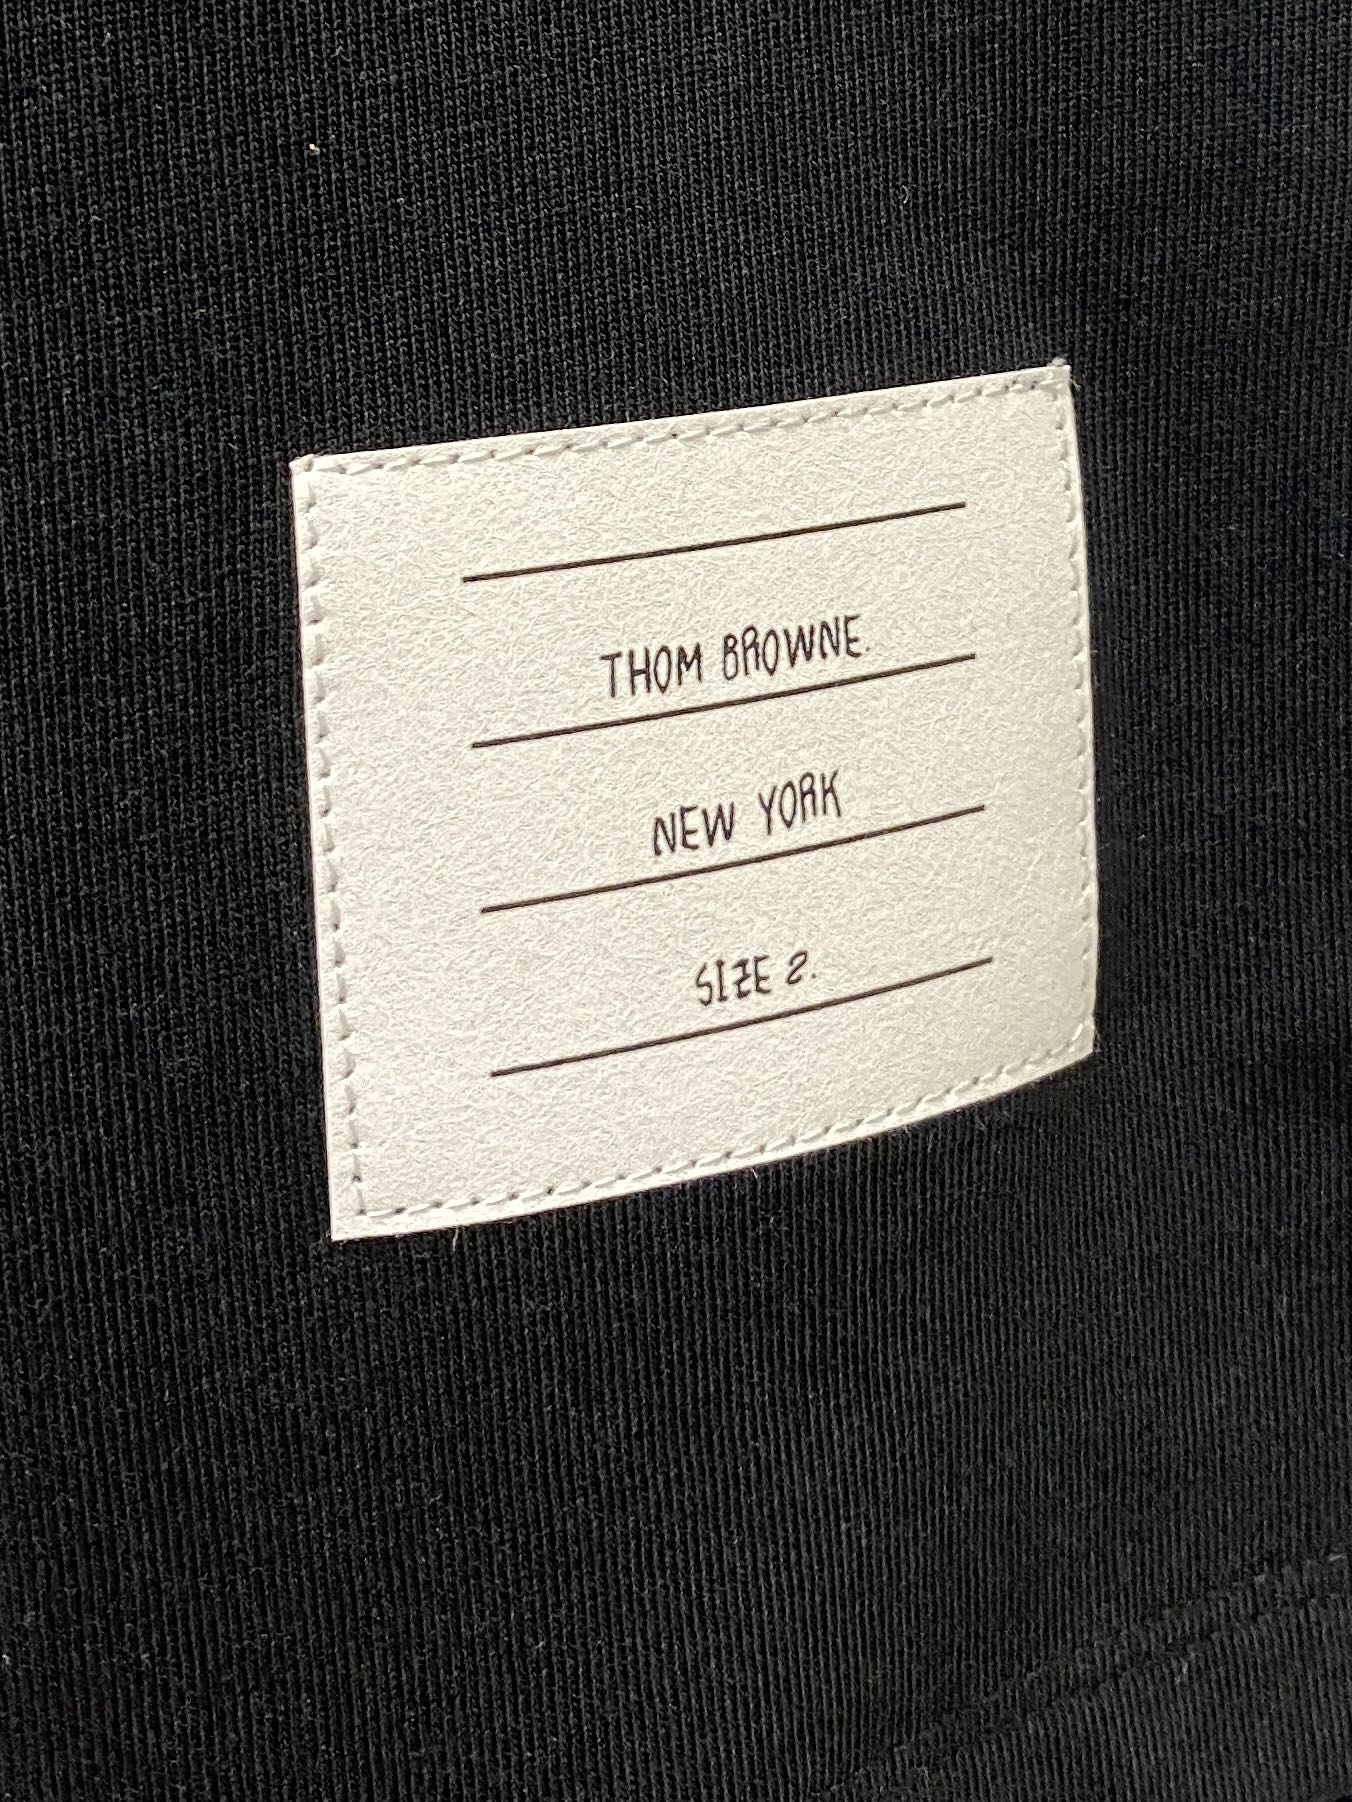 THOM BROWNE.
NEW YORK
SIZE 2.